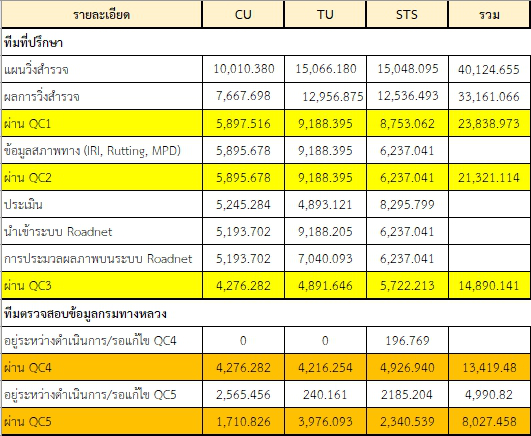 รายละเอียด CU TU STS รวม
ทีมที่ปรึกษา
แผนวิ่งสำรวจ 10,010.380 15,066.180 15,048.095 40,124.655
ผลการวิ่งสำรวจ 7,667.698 12,956.875 12,536.493 33,161.066
ผ่าน QC1 5,897.516 9,188.395 8,753.062 23,838.973
ข้อมูลสภาพทาง (IRI, Rutting, MPD) 5,895.678 9,188.395 6,237.041
ผ่าน QC2 5,895.678 9,188.395 6,237.041 21,321.114
ประเมิน 5,245.284 4,893.121 8,295.799
นำเข้าระบบ Roadnet 5,193.702 9,188.205 6,237.041
การประมวลผลภาพบนระบบ Roadnet 5,193.702 7,040.093 6,237.041
ผ่าน QC3 4,276.282 4,891.646 5,722.213 14,890.141
ทีมตรวจสอบข้อมูลกรมทางหลวง
อยู่ระหว่างดำเนินการ/รอแก้ไข QC4 0 0 196.769
ผ่าน QC4 4,276.282 4,216.254 4,926.940 13,419.48
อยู่ระหว่างดำเนินการ/รอแก้ไข QC5 2,565.456 240.161 2185.204 4,990.82
ผ่าน QC5 1,710.826 3,976.093 2,340.539 8,027.458